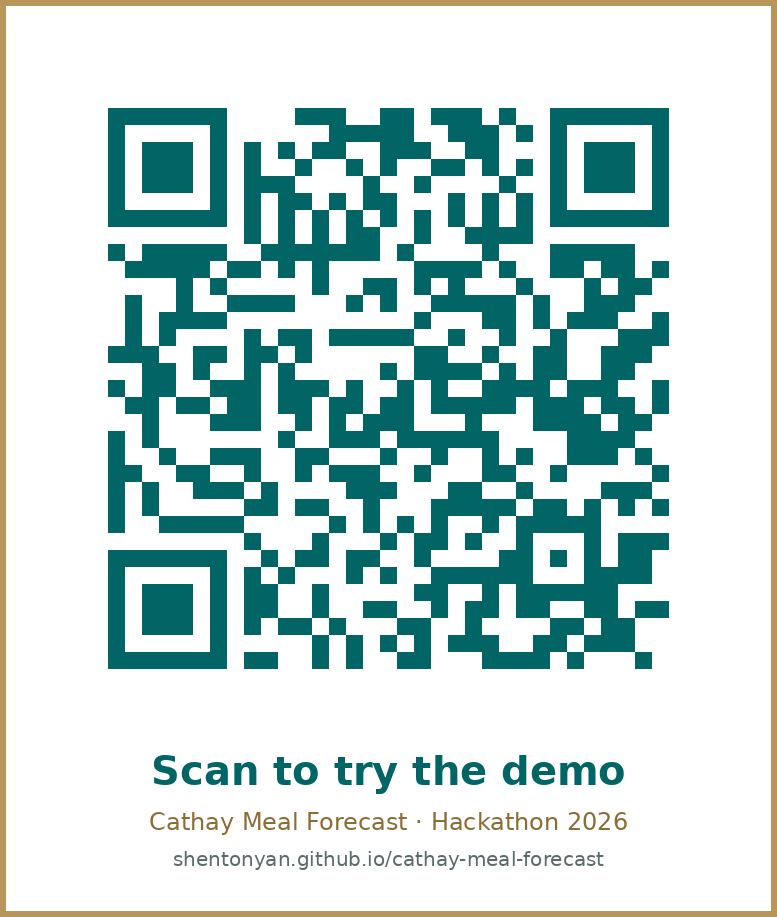 Scan to try the demo
Cathay Meal Forecast · Hackathon 2026
shentonyan.github.io/cathay-meal-forecast